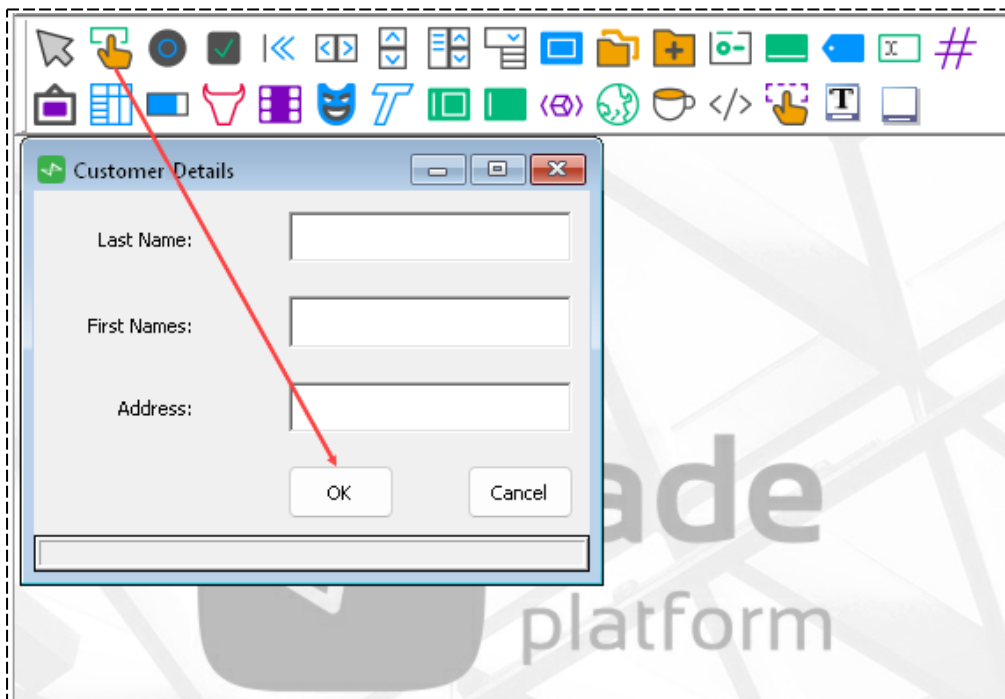 Customer Details
Last Name:
First Names:
Address:
OK Cancel
ade
platform